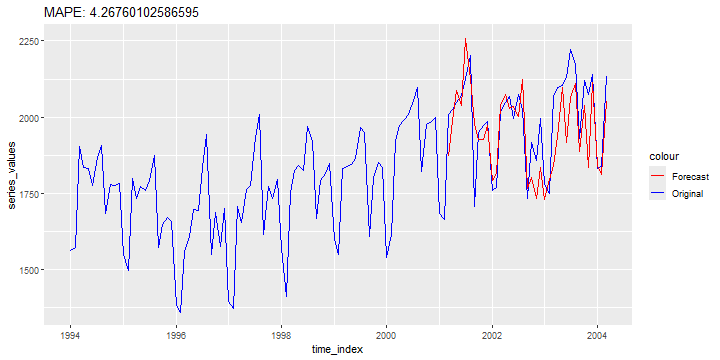 MAPE: 4.26760102586595
series_values
2250
2000
1750
1500
1994
1996
1998
2000
2002
2004
time_index
colour
Forecast
Original